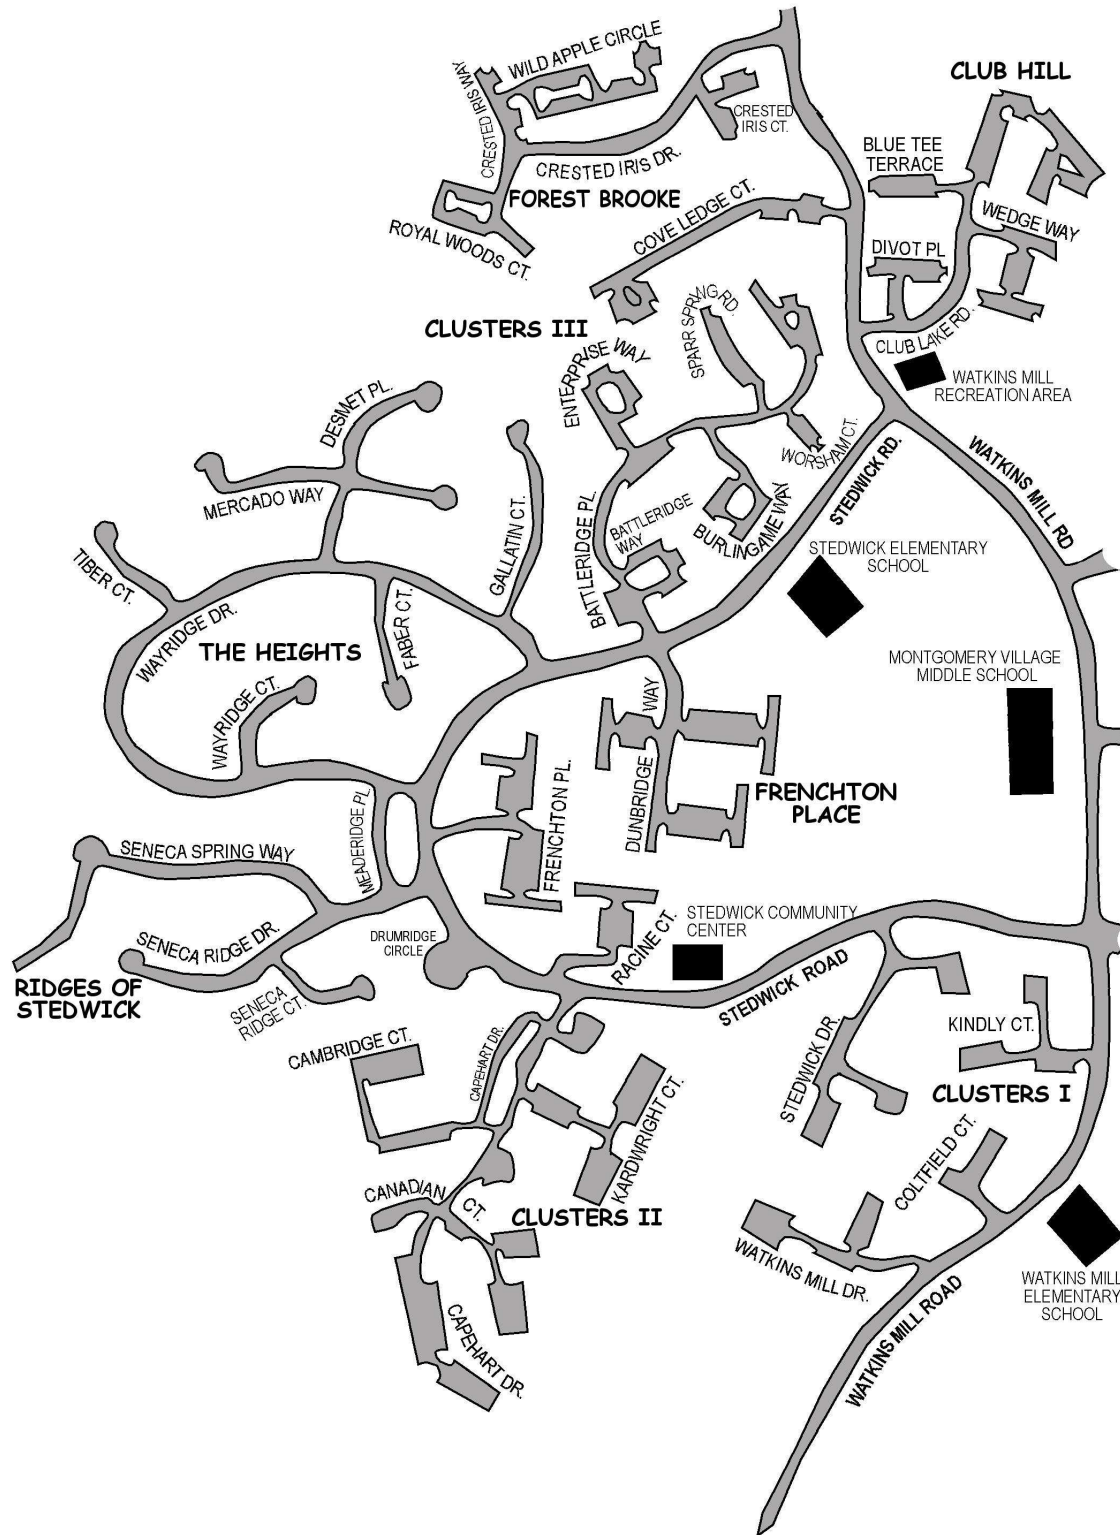 WILD APPLE CIRCLE
CRESTED IRIS WAY
CLUB HILL
CRESTED
IRIS CT.
BLUE TEE
TERRACE
CRESTED IRIS DR.
FOREST BROOKE
COVE LEDGE CT.
WEDGE WAY
ROYAL WOODS CT.
DIVOT PL
CLUSTERS III
SPARR SPRING RD.
CLUB LAKE RD.
ENTERPRISE WAY
WATKINS MILL
RECREATION AREA
DESMET PL.
WORSHAM CT.
STEDWICK RD.
WATKINS MILL RD
MERCADO WAY
GALLATIN CT.
BATTLERIDGE PL.
BATTLERIDGE
WAY
BURLINGAME WAY
TIBER CT.
STEDWICK ELEMENTARY
SCHOOL
WAYRIDGE DR.
THE HEIGHTS
FABER CT.
MONTGOMERY VILLAGE
MIDDLE SCHOOL
WAYRIDGE CT.
DUNBRIDGE
WAY
FRENCHTON
PLACE
FRENCHTON PL.
MEADERIDGE PL
SENECA SPRING WAY
SENECA RIDGE DR.
DRUMRIDGE
CIRCLE
RACINE CT.
STEDWICK COMMUNITY
CENTER
STEDWICK ROAD
RIDGES OF
STEDWICK
SENECA
RIDGE CT.
CAMBRIDGE CT.
CAPEHART DR.
STEDWICK DR.
KINDLY CT.
CLUSTERS I
KARDWRIGHT CT.
COLTFIELD CT.
CANADIAN
CT.
CLUSTERS II
WATKINS MILL DR.
WATKINS MILL
ELEMENTARY
SCHOOL
CAPEHART DR.
WATKINS MILL ROAD